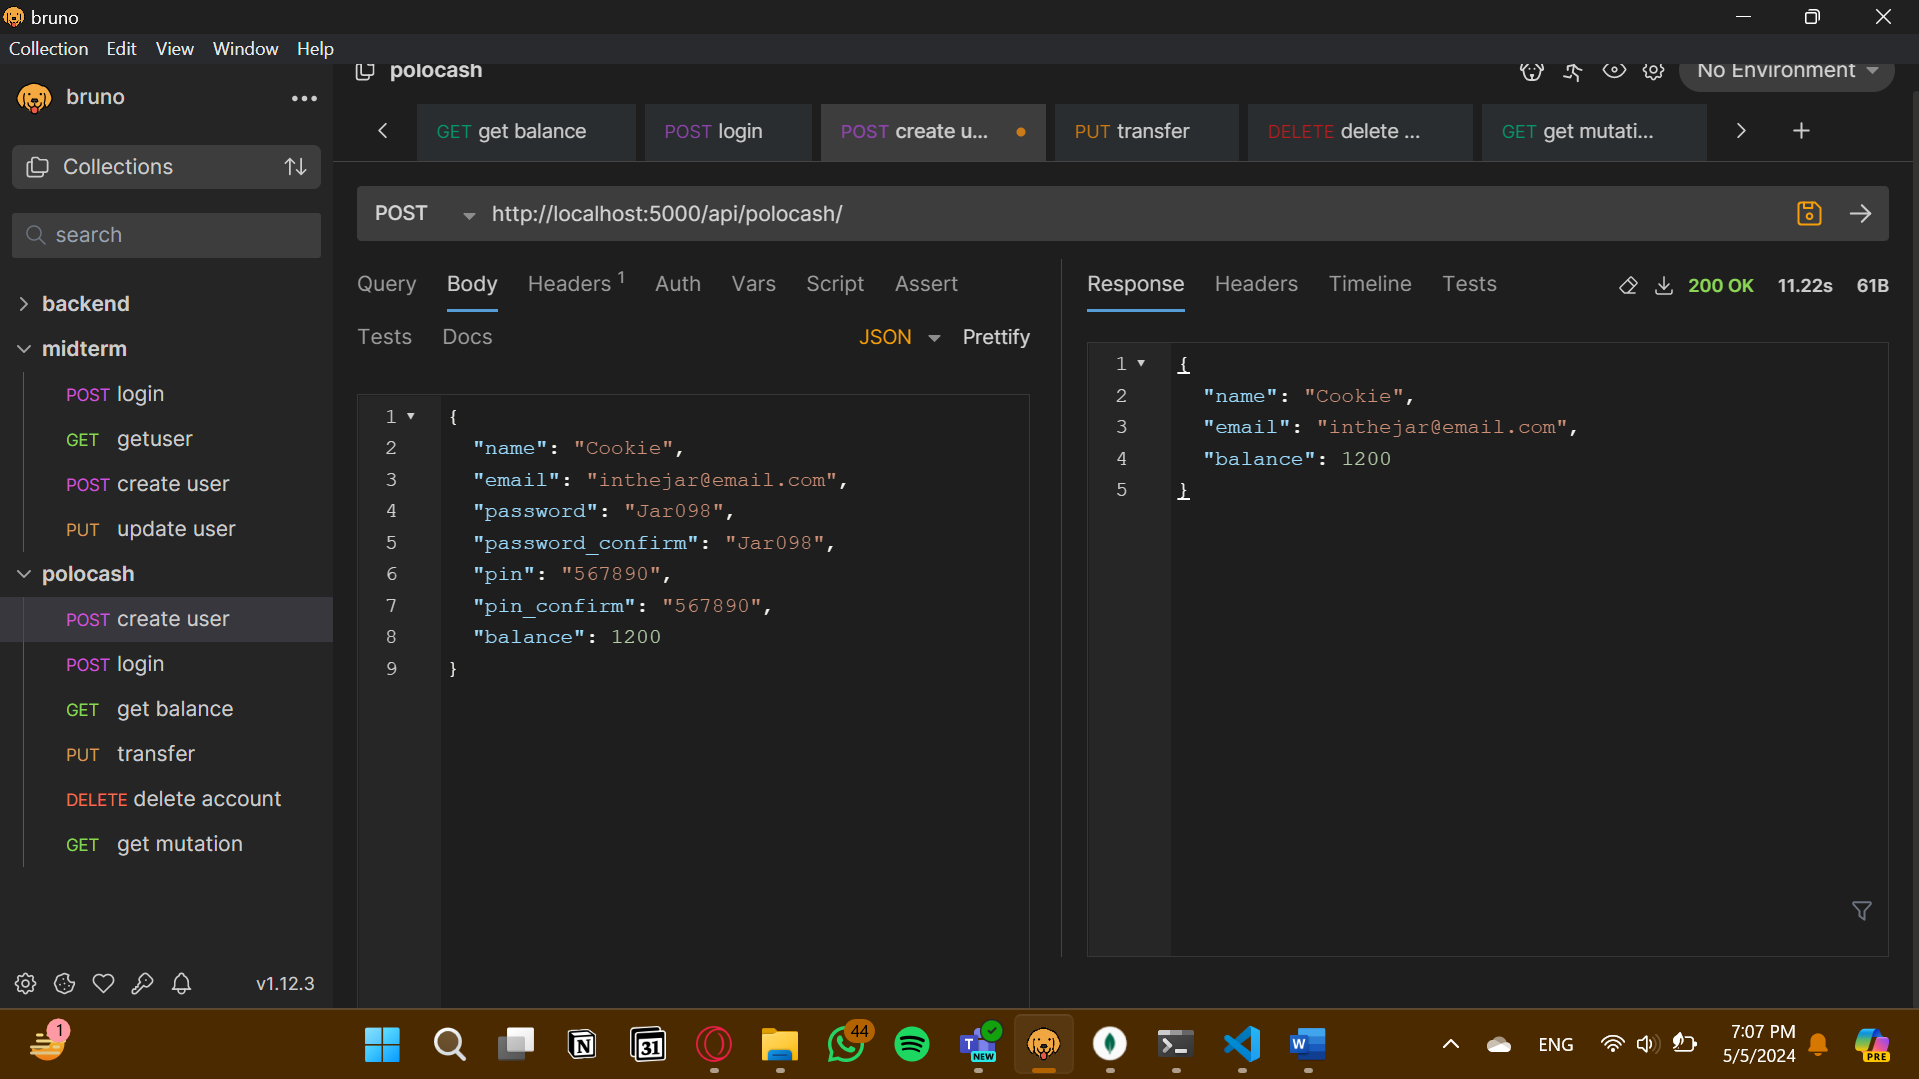 bruno
Collection Edit View Window Help
bruno
polocash
No Environment
GET get balance
POST login
POST create u...
PUT transfer
DELETE delete ...
GET get mutati...
Collections
search
backend
midterm
POST login
GET getuser
POST create user
PUT update user
polocash
POST create user
POST login
GET get balance
PUT transfer
DELETE delete account
GET get mutation
v1.12.3
POST http://localhost:5000/api/polocash/
Query Body Headers 1 Auth Vars Script Assert
Tests Docs JSON Prettify
1 {
2 "name": "Cookie",
3 "email": "inthejar@email.com",
4 "password": "Jar098",
5 "password_confirm": "Jar098",
6 "pin": "567890",
7 "pin_confirm": "567890",
8 "balance": 1200
9 }
Response Headers Timeline Tests 200 OK 11.22s 61B
1 {
2 "name": "Cookie",
3 "email": "inthejar@email.com",
4 "balance": 1200
5 }
1
31
44
T
NEW
W
ENG
7:07 PM
5/5/2024
PRE